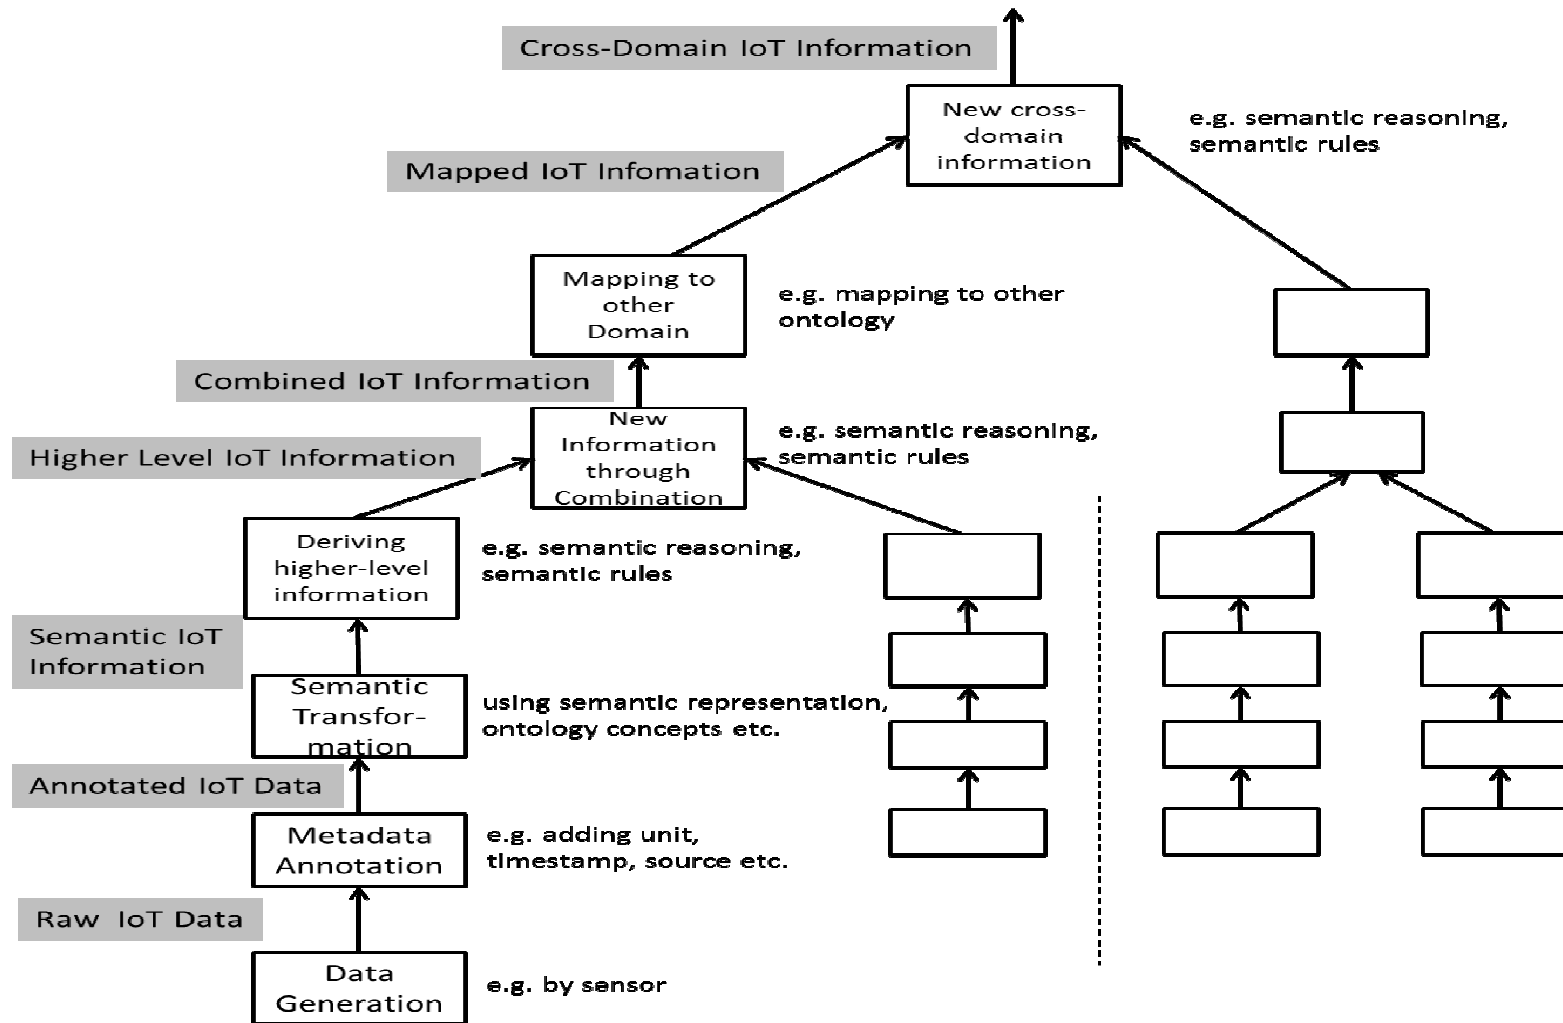 Cross-Domain IoT Information
New cross-
domain
information
e.g. semantic reasoning,
semantic rules
Mapped IoT Infomation
Mapping to
other
Domain
e.g. mapping to other
ontology
Combined IoT Information
New
Information
through
Combination
e.g. semantic reasoning,
semantic rules
Higher Level IoT Information
Deriving
higher-level
information
e.g. semantic reasoning,
semantic rules
Semantic IoT
Information
Semantic
Transfor-
mation
using semantic representation,
ontology concepts etc.
Annotated IoT Data
Metadata
Annotation
e.g. adding unit,
timestamp, source etc.
Raw IoT Data
Data
Generation
e.g. by sensor